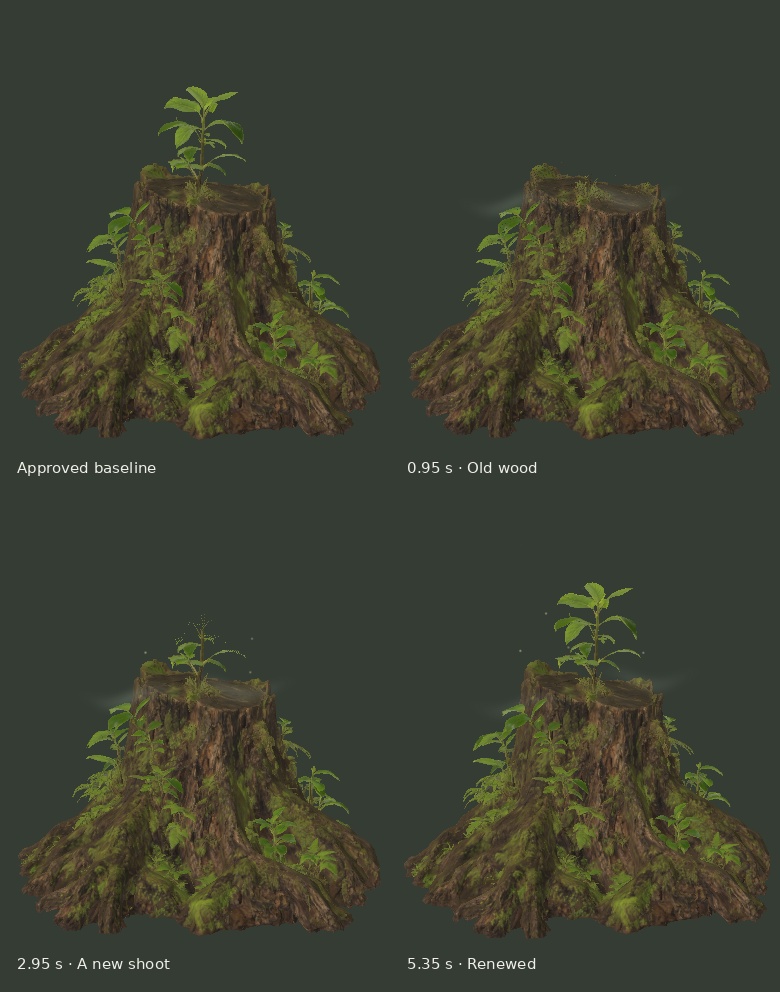 Approved baseline
0.95 s · Old wood
2.95 s · A new shoot
5.35 s · Renewed